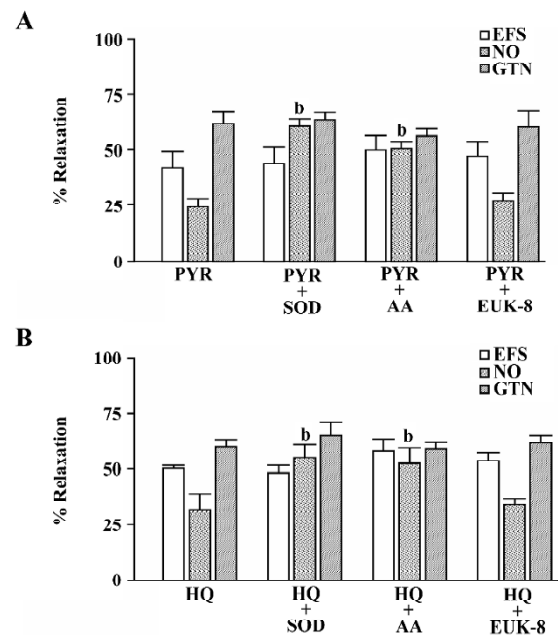 A
100
75
50
25
0
% Relaxation
EFS
NO
GTN
b
b
PYR
PYR
+
SOD
PYR
+
AA
PYR
+
EUK-8
B
100
75
50
25
0
% Relaxation
EFS
NO
GTN
b
b
HQ
HQ
+
SOD
HQ
+
AA
HQ
+
EUK-8